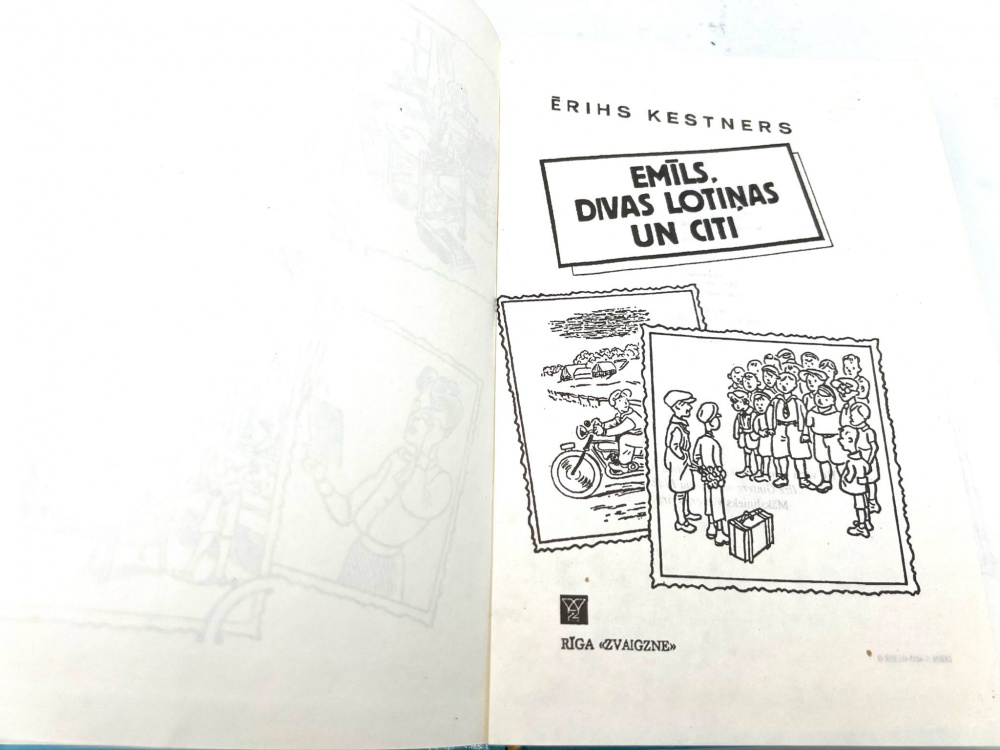 ĒRIHS KESTNERS
EMĪLS.
DIVAS LOTIŅAS
UN CITI
RĪGA «ZVAIGZNE»